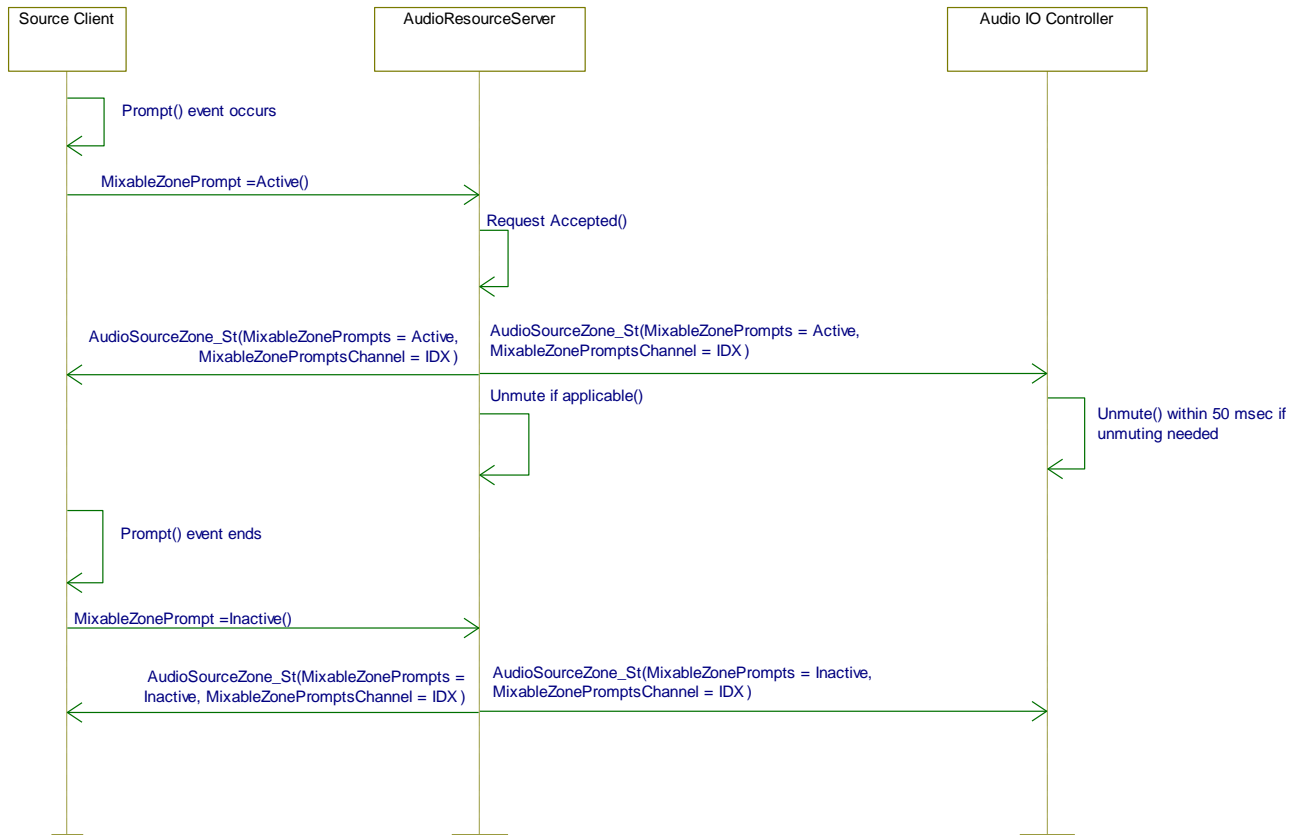 Source Client
AudioResourceServer
Audio IO Controller
Prompt() event occurs
MixableZonePrompt =Active()
Request Accepted()
AudioSourceZone_St(MixableZonePrompts = Active,
MixableZonePromptsChannel = IDX )
AudioSourceZone_St(MixableZonePrompts = Active,
MixableZonePromptsChannel = IDX )
Unmute if applicable()
Unmute() within 50 msec if
unmuting needed
Prompt() event ends
MixableZonePrompt =Inactive()
AudioSourceZone_St(MixableZonePrompts =
Inactive, MixableZonePromptsChannel = IDX )
AudioSourceZone_St(MixableZonePrompts = Inactive,
MixableZonePromptsChannel = IDX )